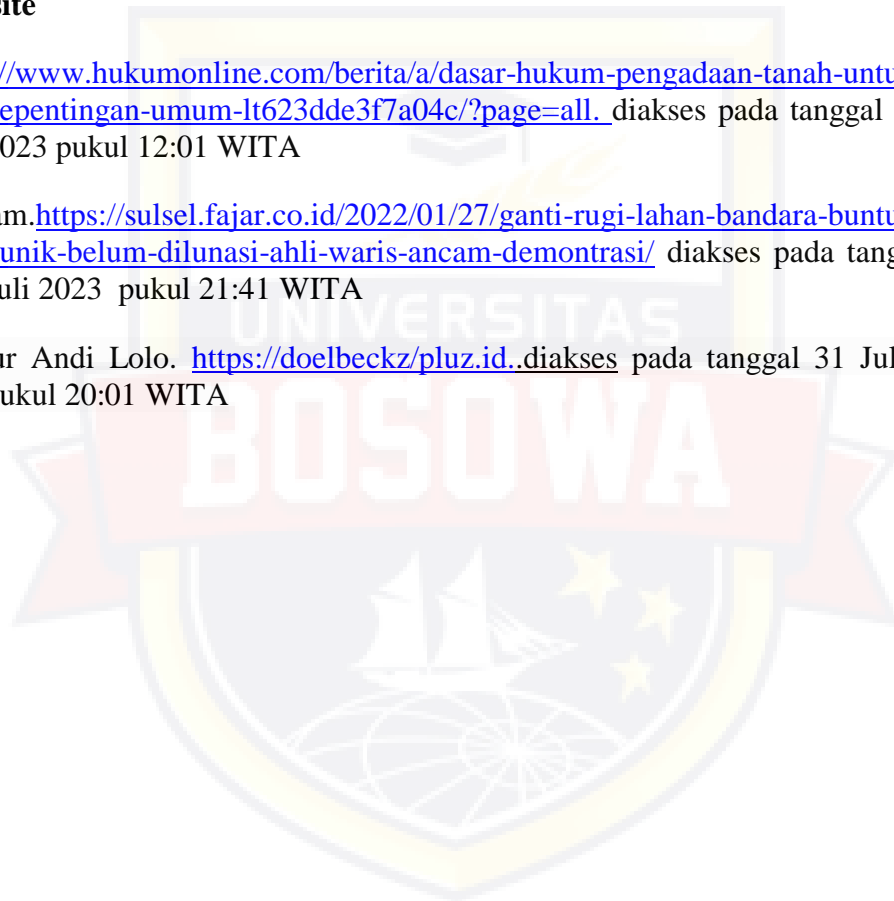 site
//www.hukumonline.com/berita/a/dasar-hukum-pengadaan-tanah-untu
epentingan-umum-lt623dde3f7a04c/?page=all. diakses pada tanggal
023 pukul 12:01 WITA
am.https://sulsel.fajar.co.id/2022/01/27/ganti-rugi-lahan-bandara-buntu
unik-belum-dilunasi-ahli-waris-ancam-demontrasi/ diakses pada tang
uli 2023 pukul 21:41 WITA
ur Andi Lolo. https://doelbeckz/pluz.id..diakses pada tanggal 31 Jul
ukul 20:01 WITA
UNIVERSITAS
BOSOWA